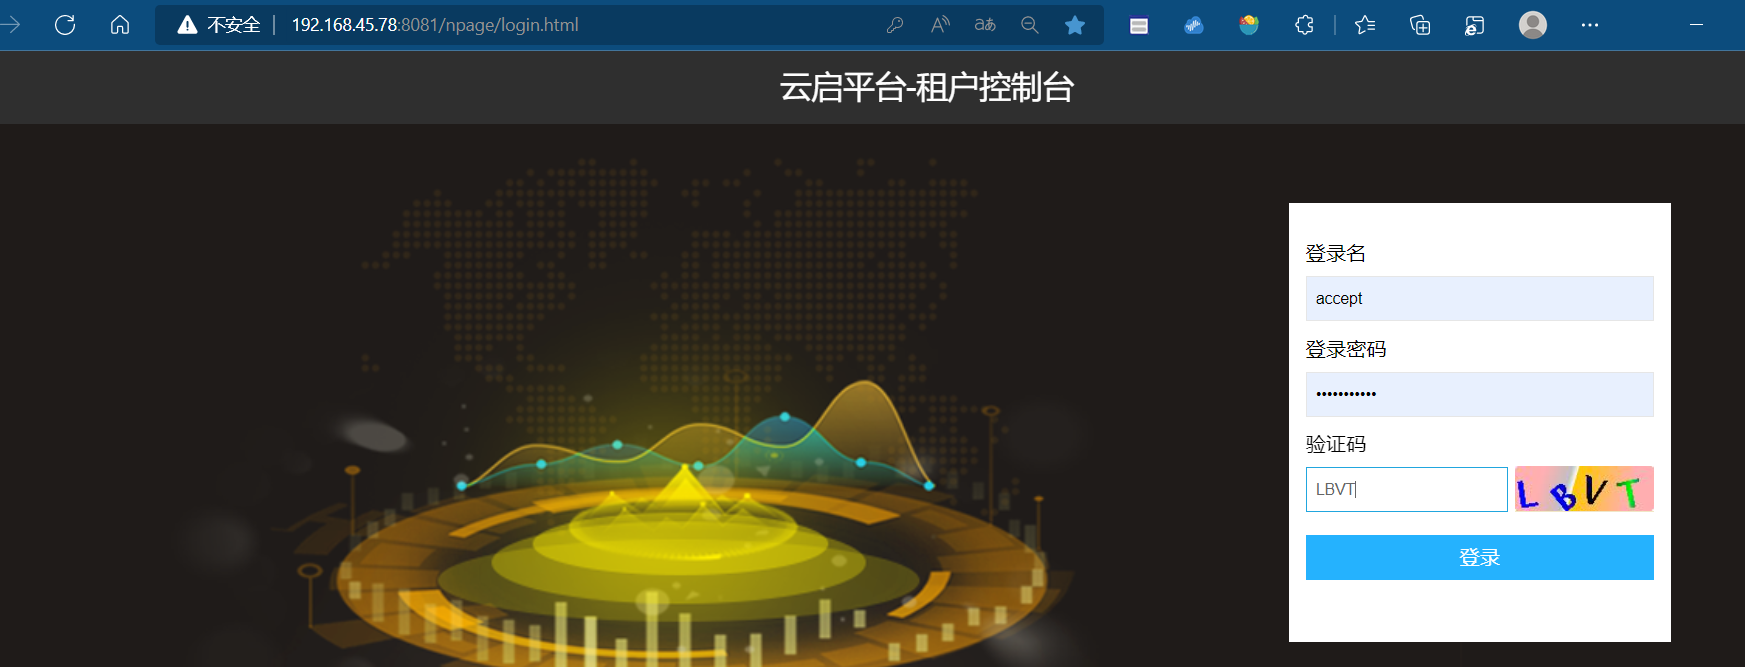 不安全 | 192.168.45.78:8081/npage/login.html
云启平台-租户控制台
登录名
accept
登录密码
•••••••••••
验证码
LBVT
LBVT
登录